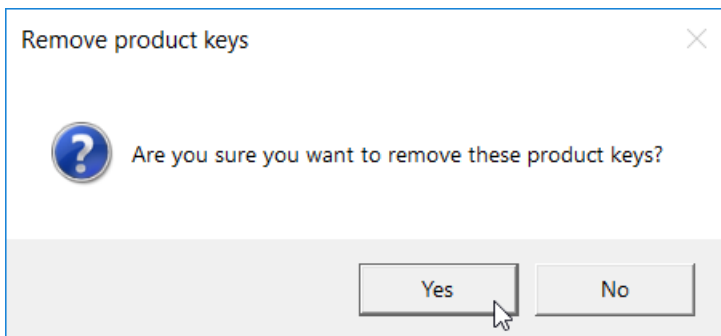 Remove product keys
Are you sure you want to remove these product keys?
Yes
No